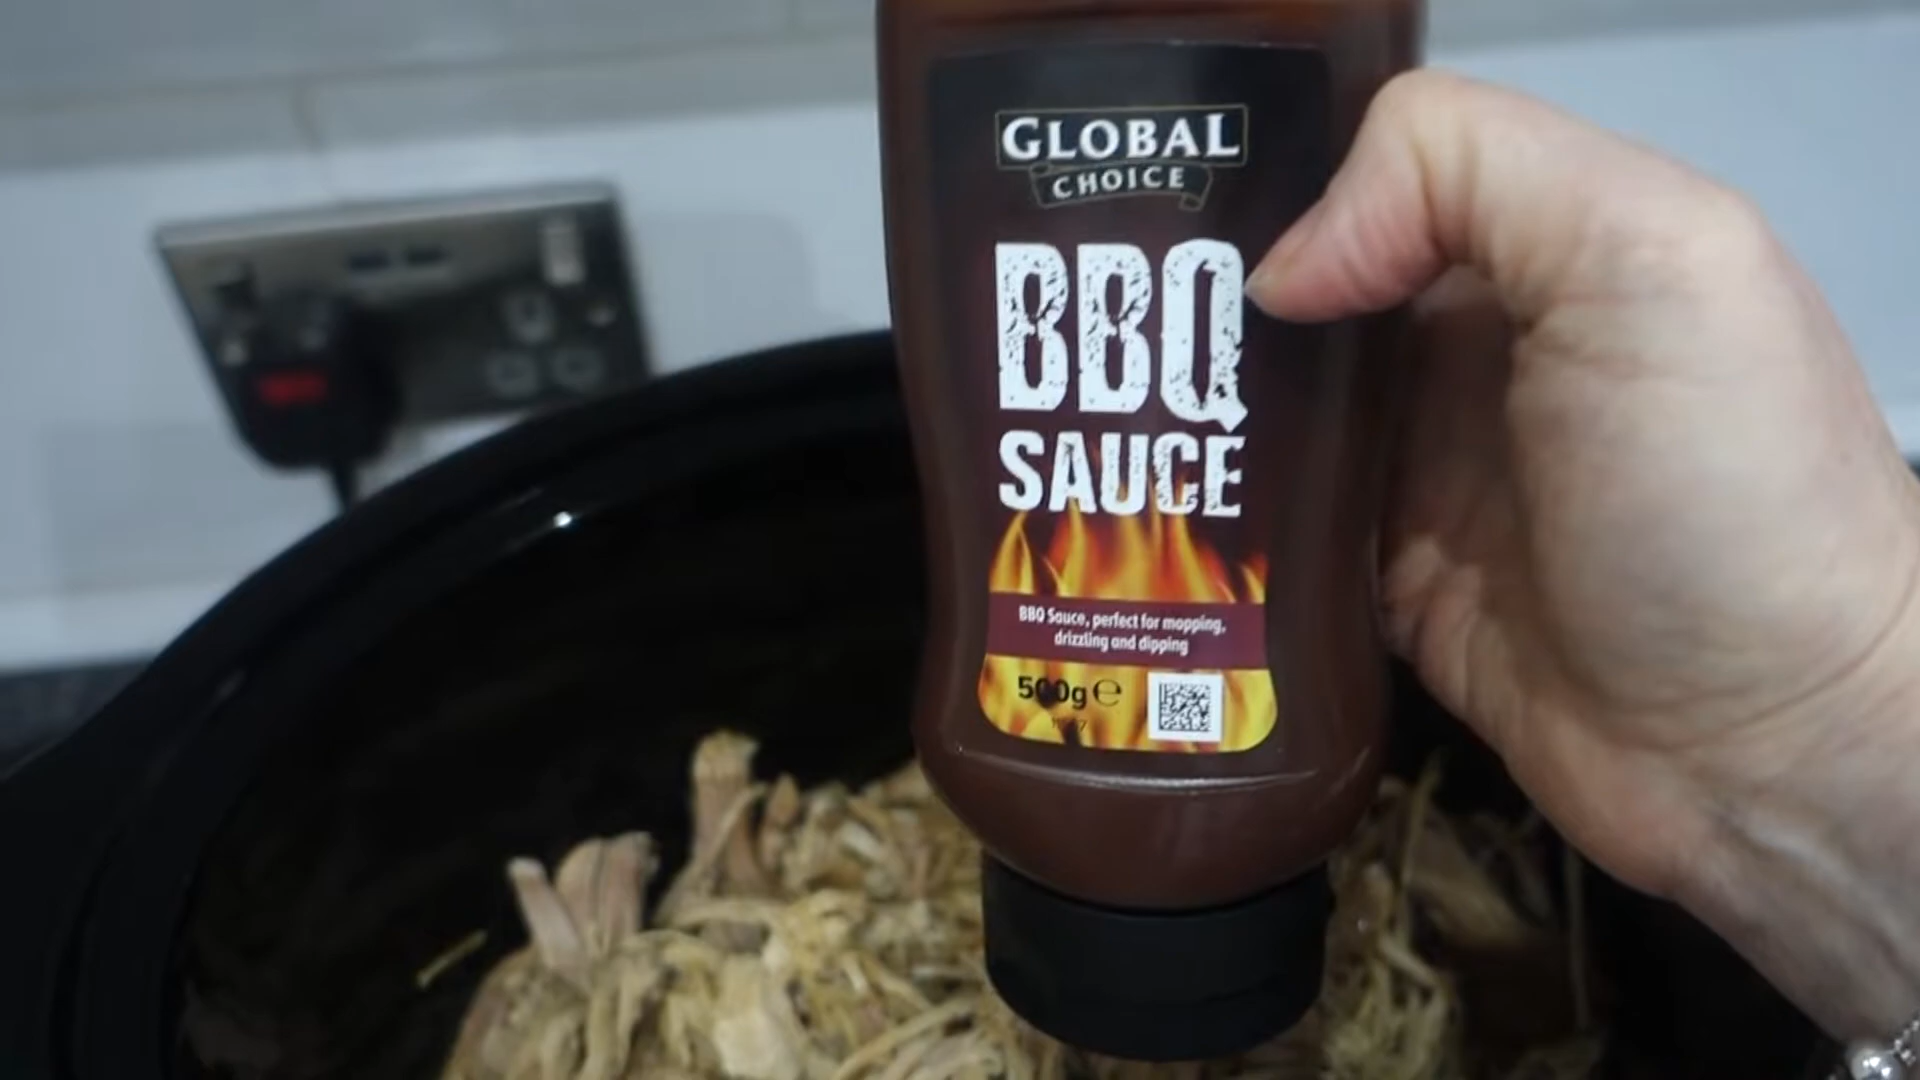 GLOBAL
CHOICE
BBQ
SAUCE
BBQ Sauce, perfect for mopping,
drizzling and dipping
500g ℮